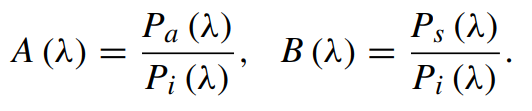 A (λ) = P_a (λ) / P_i (λ), B (λ) = P_s (λ) / P_i (λ).